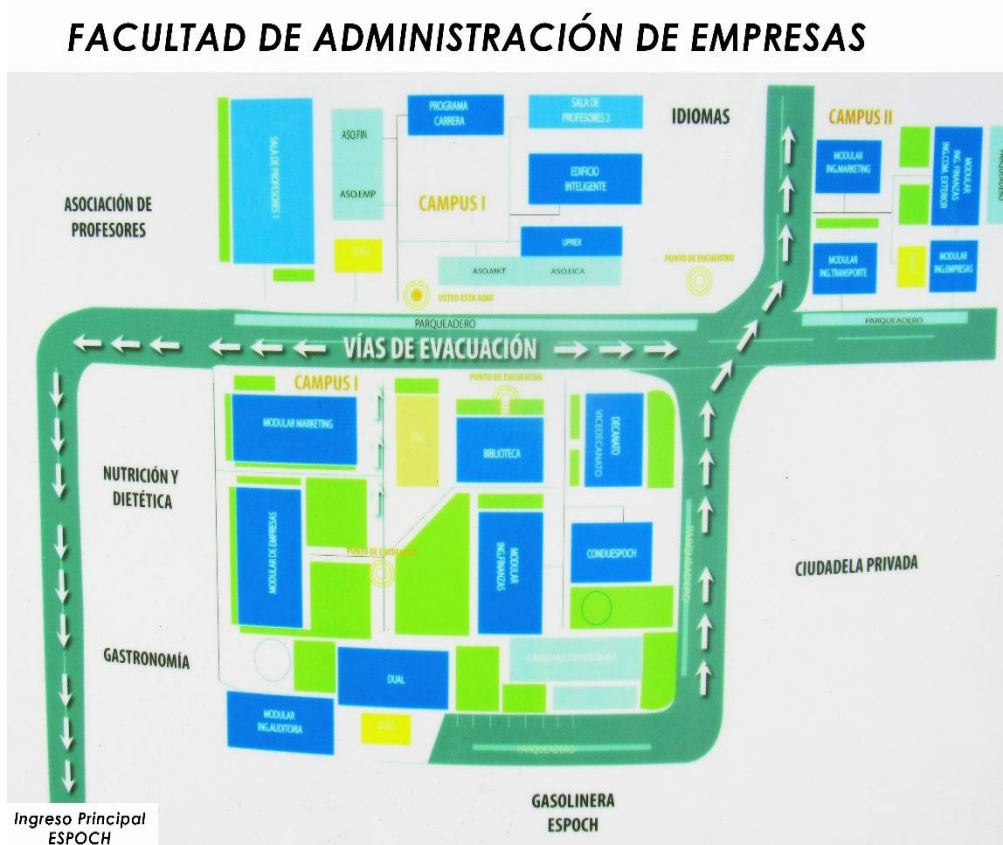 FACULTAD DE ADMINISTRACIÓN DE EMPRESAS
ASOCIACIÓN DE
PROFESORES
SALA DE PROFESORES 1
ASO.FIN
ASO.EMP
PROGRAMA
CARRERA
SALA DE
PROFESORES 2
EDIFICIO
INTELIGENTE
CAMPUS I
UPREX
ASO.MKT
ASO.EICA
IDIOMAS
PUNTO DE ENCUENTRO
USTED ESTA AQUI
CAMPUS II
MODULAR
ING.MARKETING
MODULAR
ING. FINANZAS
ING.COM. EXTERIOR
MODULAR
ING.TRANSPORTE
MODULAR
ING.EMPRESAS
PARQUEADERO
PARQUEADERO
VÍAS DE EVACUACIÓN
CAMPUS I
PUNTO DE ENCUENTRO
MODULAR MARKETING
BIBLIOTECA
DECANATO
VICEDECANATO
NUTRICIÓN Y
DIETÉTICA
MODULAR DE EMPRESAS
PUNTO DE ENCUENTRO
MODULAR
ING.FINANZAS
CONDUESPOCH
PARQUEADERO
CIUDADELA PRIVADA
GASTRONOMÍA
DUAL
CANCHAS DEPORTIVAS
MODULAR
ING.AUDITORIA
PARQUEADERO
GASOLINERA
ESPOCH
Ingreso Principal
ESPOCH